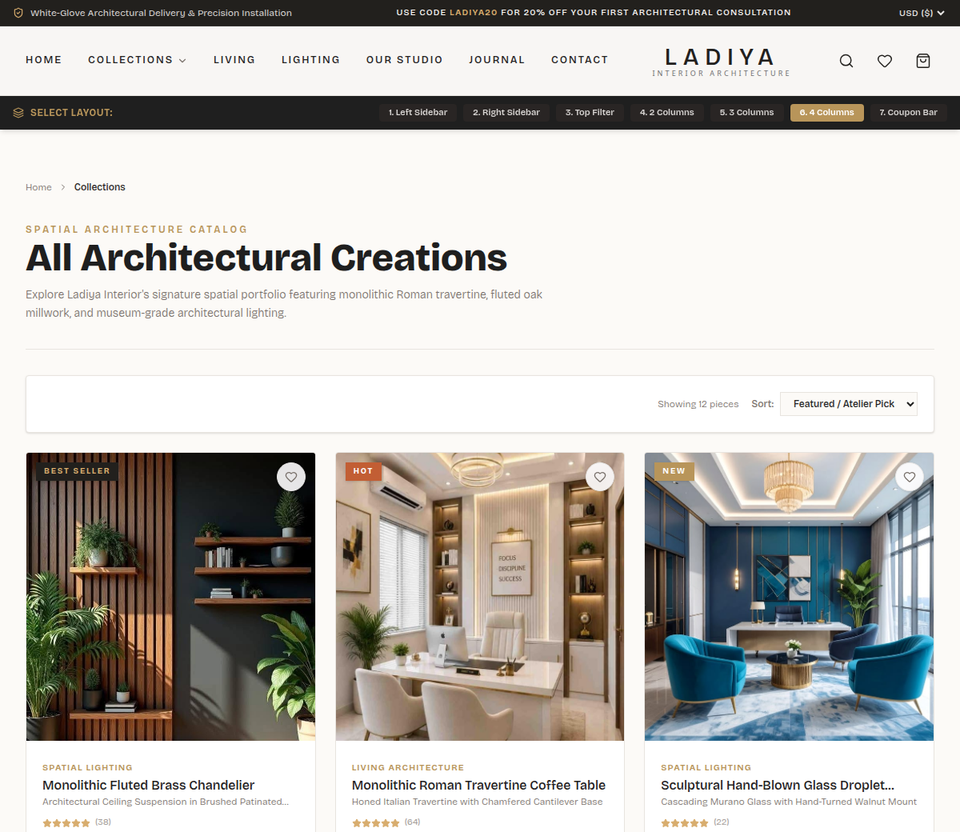 White-Glove Architectural Delivery & Precision Installation
USE CODE LADIYA20 FOR 20% OFF YOUR FIRST ARCHITECTURAL CONSULTATION
USD ($)
HOME
COLLECTIONS
LIVING
LIGHTING
OUR STUDIO
JOURNAL
CONTACT
LADIYA
INTERIOR ARCHITECTURE
SELECT LAYOUT:
1. Left Sidebar
2. Right Sidebar
3. Top Filter
4. 2 Columns
5. 3 Columns
6. 4 Columns
7. Coupon Bar
Home
Collections
SPATIAL ARCHITECTURE CATALOG
All Architectural Creations
Explore Ladiya Interior's signature spatial portfolio featuring monolithic Roman travertine, fluted oak
millwork, and museum-grade architectural lighting.
Showing 12 pieces
Sort:
Featured / Atelier Pick
BEST SELLER
HOT
FOCUS
DISCIPLINE
SUCCESS
NEW
SPATIAL LIGHTING
Monolithic Fluted Brass Chandelier
Architectural Ceiling Suspension in Brushed Patinated...
(38)
LIVING ARCHITECTURE
Monolithic Roman Travertine Coffee Table
Honed Italian Travertine with Chamfered Cantilever Base
(64)
SPATIAL LIGHTING
Sculptural Hand-Blown Glass Droplet...
Cascading Murano Glass with Hand-Turned Walnut Mount
(22)